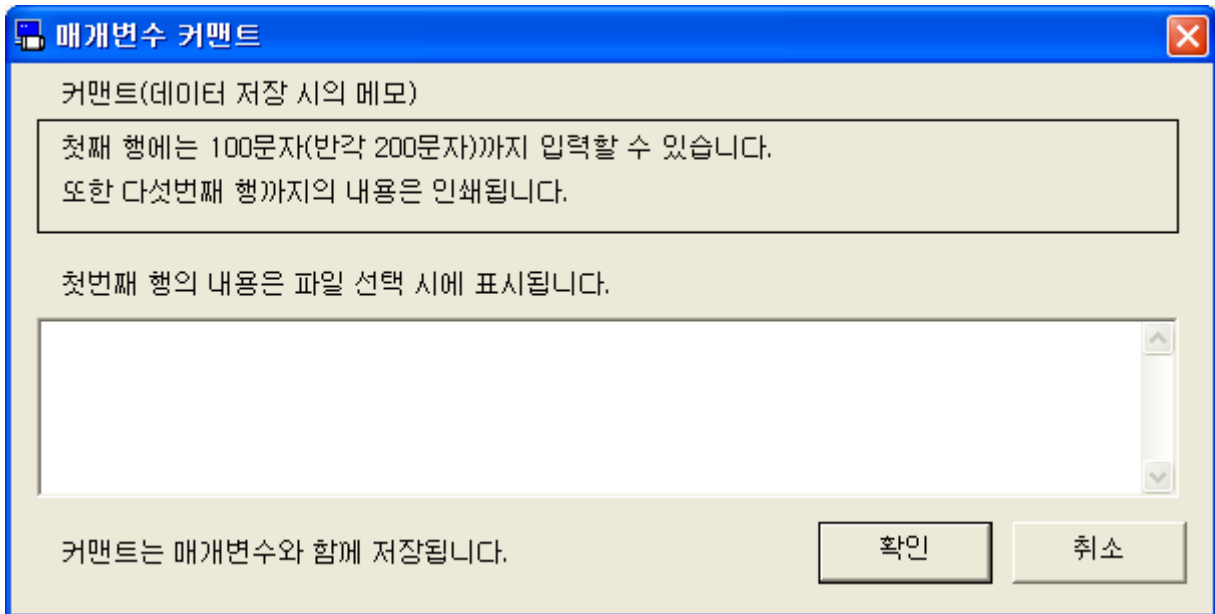 매개변수 커맨트
커맨트(데이터 저장 시의 메모)
첫째 행에는 100문자(반각 200문자)까지 입력할 수 있습니다.
또한 다섯번째 행까지의 내용은 인쇄됩니다.
첫번째 행의 내용은 파일 선택 시에 표시됩니다.
커맨트는 매개변수와 함께 저장됩니다.
확인
취소